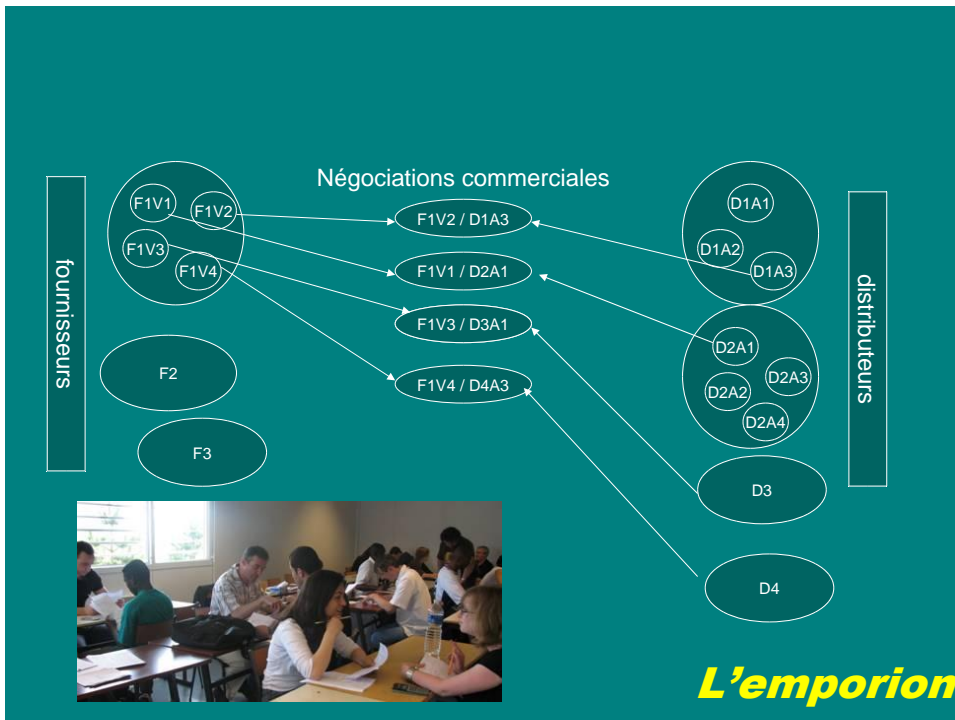 Négociations commerciales
fournisseurs
F1V1
F1V2
F1V3
F1V4
F2
F3
F1V2 / D1A3
F1V1 / D2A1
F1V3 / D3A1
F1V4 / D4A3
D1A1
D1A2
D1A3
D2A1
D2A3
D2A2
D2A4
D3
D4
distributeurs
L'emporion